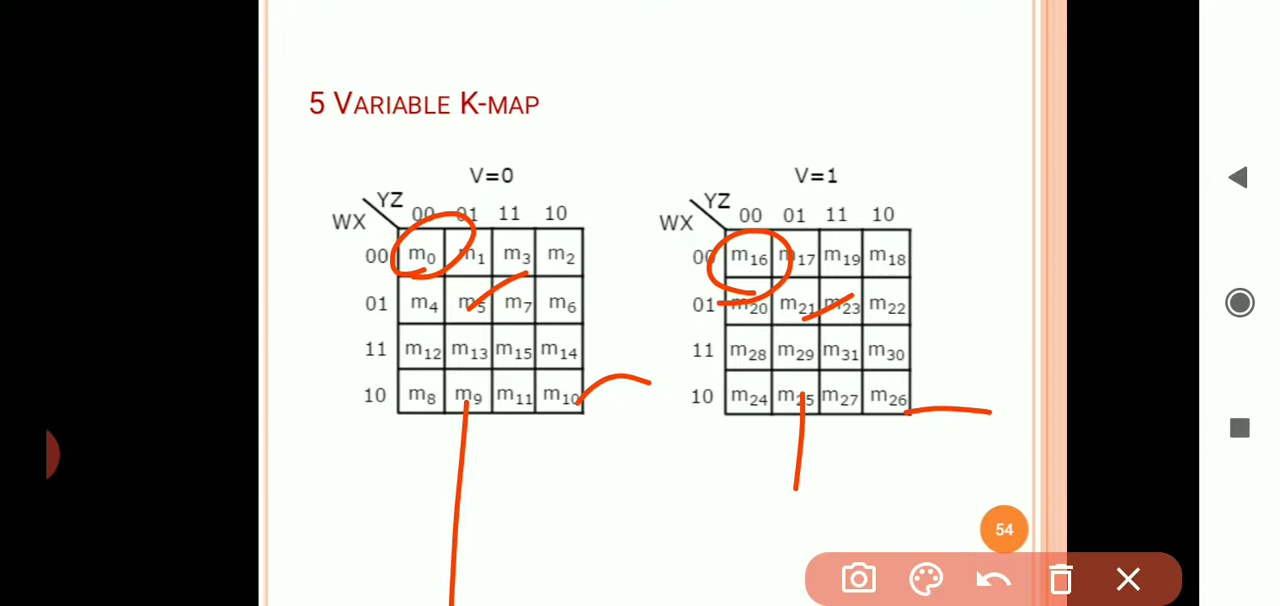 5 VARIABLE K-MAP
V=0 V=1
YZ YZ
WX 00 01 11 10 WX 00 01 11 10
00 m0 m1 m3 m2 00 m16 m17 m19 m18
01 m4 m5 m7 m6 01 m20 m21 m23 m22
11 m12 m13 m15 m14 11 m28 m29 m31 m30
10 m8 m9 m11 m10 10 m24 m25 m27 m26
54